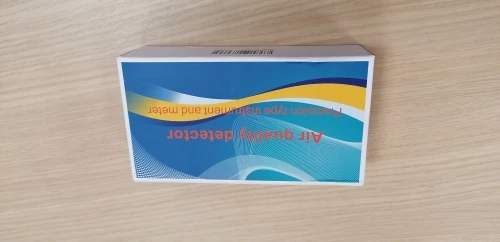 Air quality detector
Precision type instrument and meter